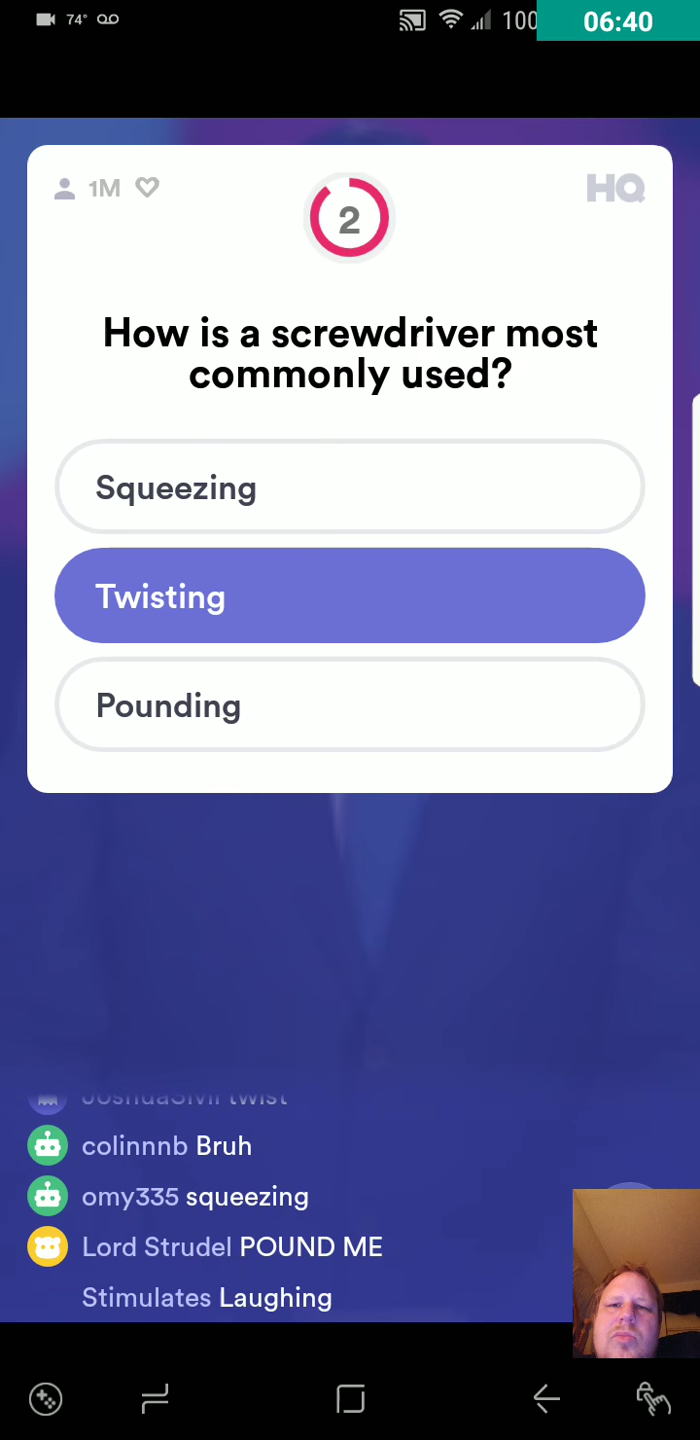 74° 100 06:40
1M 2 HQ
How is a screwdriver most
commonly used?
Squeezing
Twisting
Pounding
twist
colinnnb Bruh
omy335 squeezing
Lord Strudel POUND ME
Stimulates Laughing